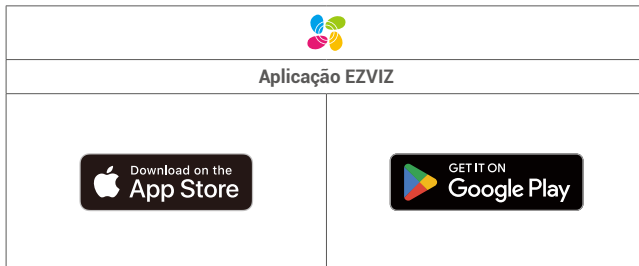 Aplicação EZVIZ
Download on the
App Store
GET IT ON
Google Play